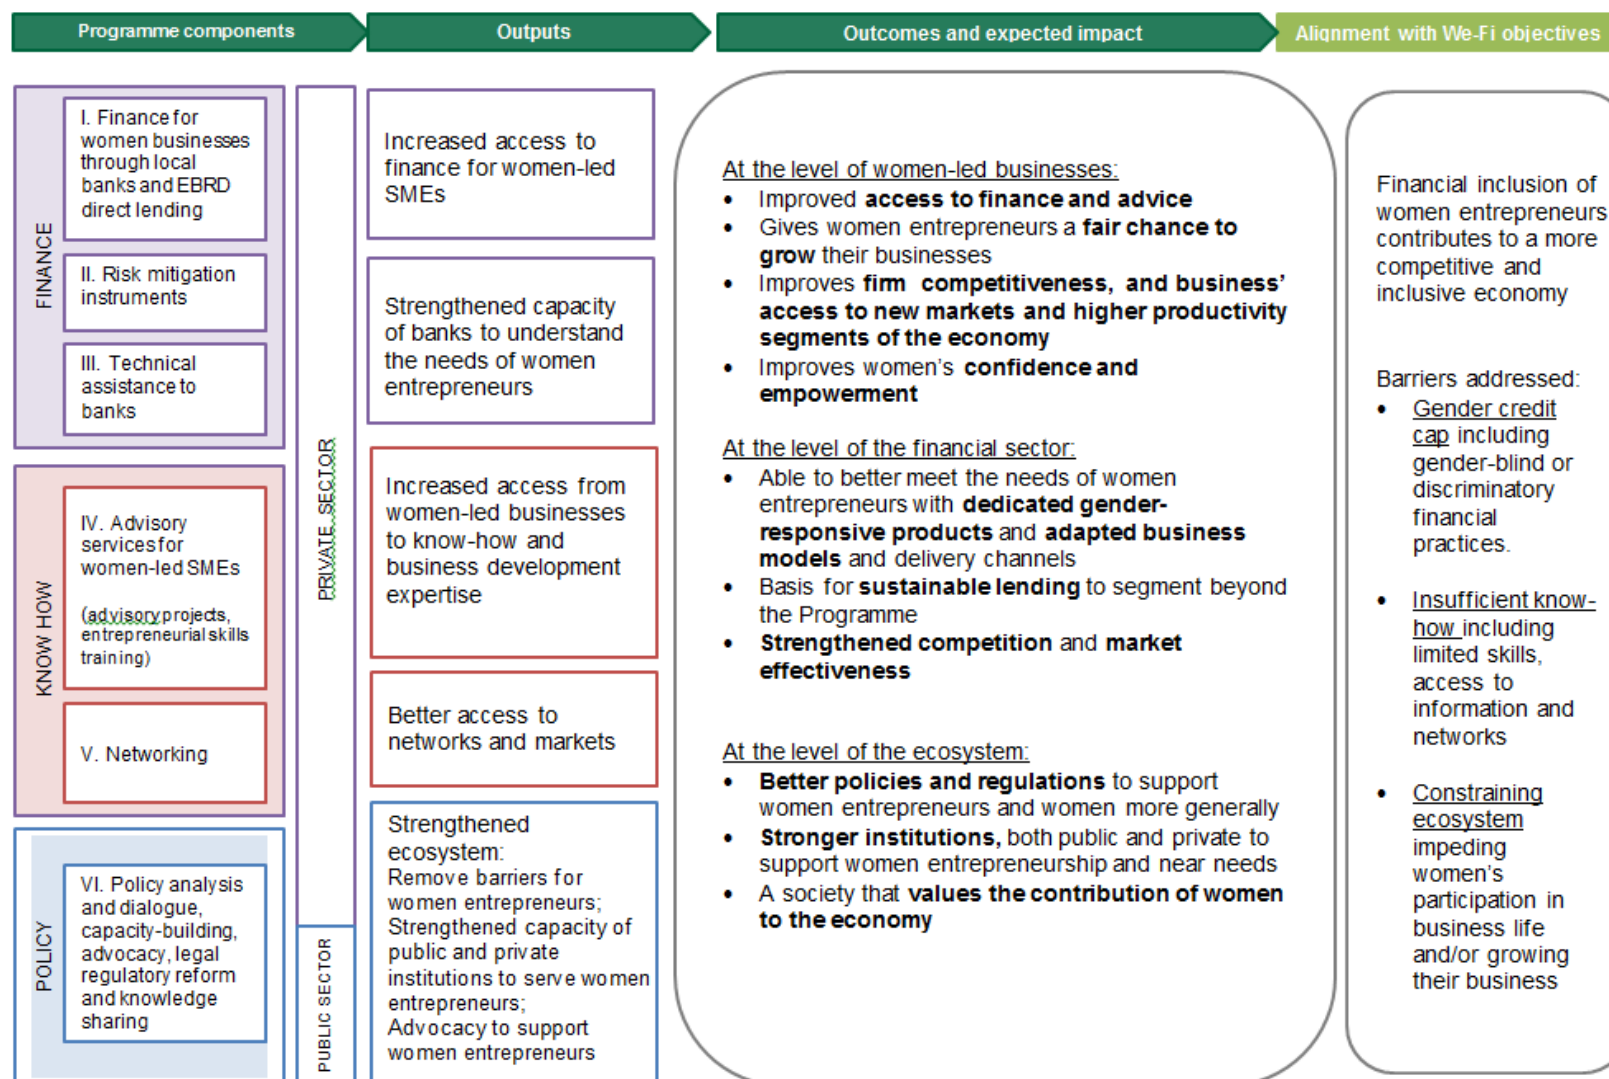 Programme components
Outputs
Outcomes and expected impact
Alignment with We-Fi objectives
FINANCE
I. Finance for
women businesses
through local
banks and EBRD
direct lending
II. Risk mitigation
instruments
III. Technical
assistance to
banks
KNOW HOW
IV. Advisory
services for
women-led SMEs
(advisory projects,
entrepreneurial skills
training)
V. Networking
POLICY
VI. Policy analysis
and dialogue,
capacity-building,
advocacy, legal
regulatory reform
and knowledge
sharing
PRIVATE SECTOR
PUBLIC SECTOR
Increased access to
finance for women-led
SMEs
Strengthened capacity
of banks to understand
the needs of women
entrepreneurs
Increased access from
women-led businesses
to know-how and
business development
expertise
Better access to
networks and markets
Strengthened
ecosystem:
Remove barriers for
women entrepreneurs;
Strengthened capacity of
public and private
institutions to serve women
entrepreneurs;
Advocacy to support
women entrepreneurs
At the level of women-led businesses:
• Improved access to finance and advice
• Gives women entrepreneurs a fair chance to
grow their businesses
• Improves firm competitiveness, and business’
access to new markets and higher productivity
segments of the economy
• Improves women’s confidence and
empowerment
At the level of the financial sector:
• Able to better meet the needs of women
entrepreneurs with dedicated gender-
responsive products and adapted business
models and delivery channels
• Basis for sustainable lending to segment beyond
the Programme
• Strengthened competition and market
effectiveness
At the level of the ecosystem:
• Better policies and regulations to support
women entrepreneurs and women more generally
• Stronger institutions, both public and private to
support women entrepreneurship and near needs
• A society that values the contribution of women
to the economy
Financial inclusion of
women entrepreneurs
contributes to a more
competitive and
inclusive economy
Barriers addressed:
• Gender credit
cap including
gender-blind or
discriminatory
financial
practices.
• Insufficient know-
how including
limited skills,
access to
information and
networks
• Constraining
ecosystem
impeding
women’s
participation in
business life
and/or growing
their business